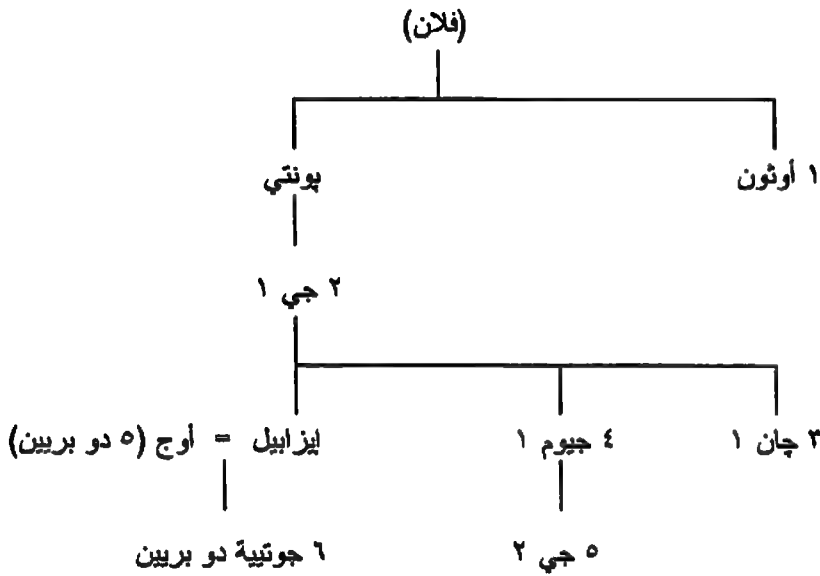 (فلان)
١ أوثون
پونتي
٢ جي ١
٣ چان ١
٤ جيوم ١
إيزابيل = أوج (٥ دو بريين)
٥ جي ٢
٦ جوتيية دو بريين